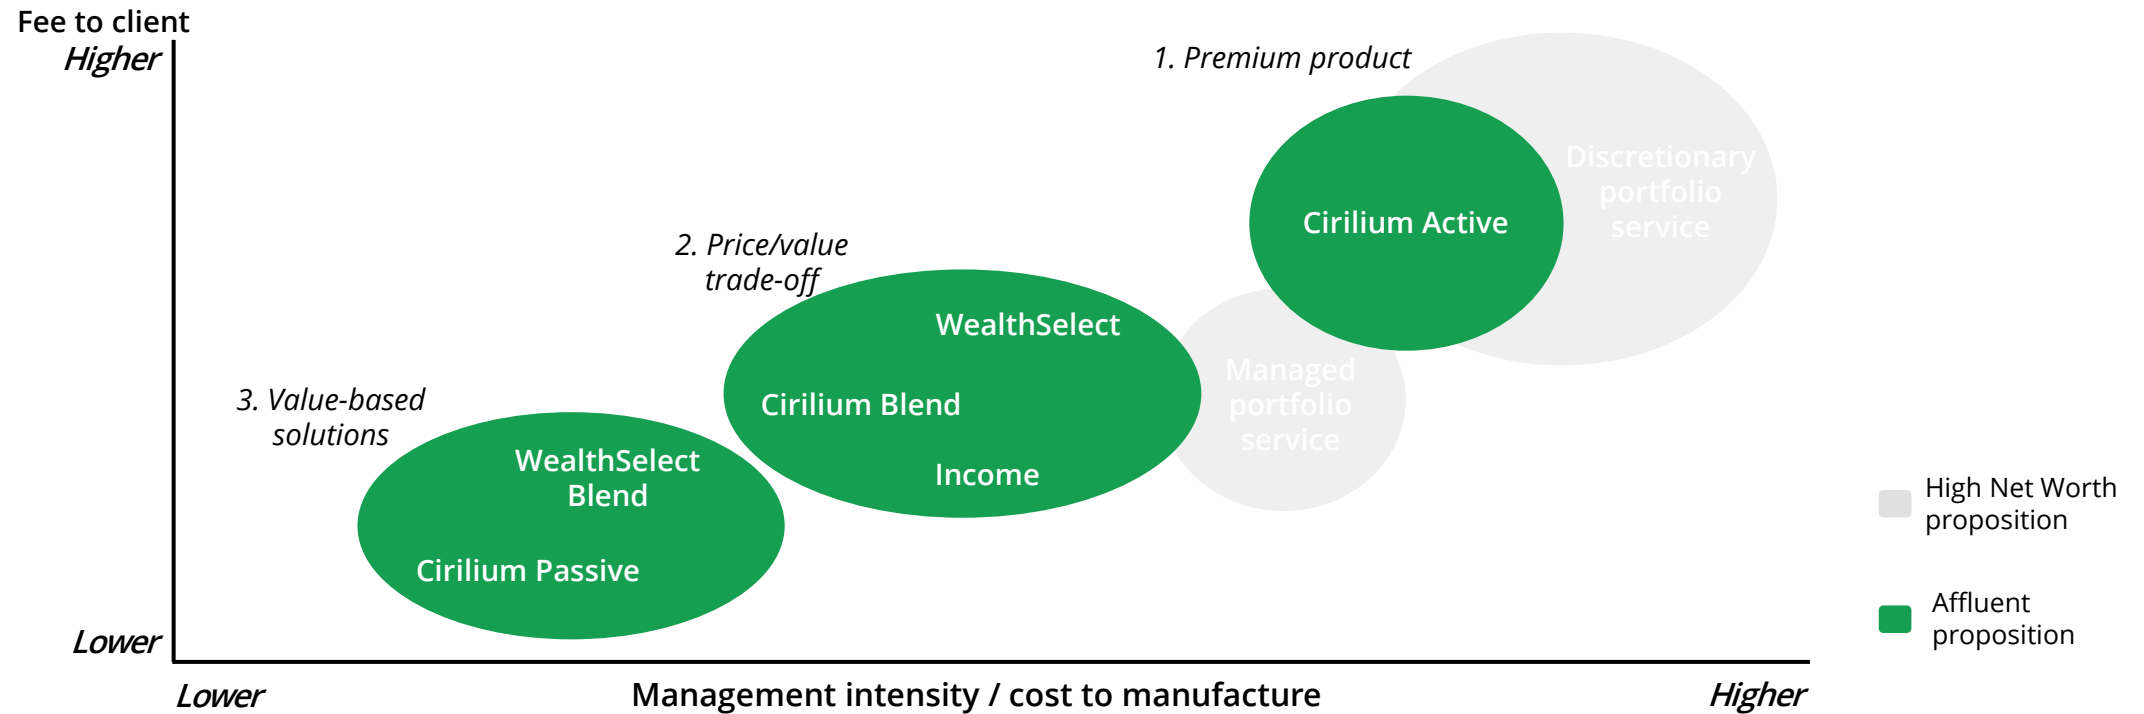 Fee to client
Higher
1. Premium product
Discretionary
portfolio
service
Cirilium Active
2. Price/value
trade-off
WealthSelect
Managed
portfolio
service
Cirilium Blend
Income
3. Value-based
solutions
WealthSelect
Blend
Cirilium Passive
High Net Worth
proposition
Affluent
proposition
Lower
Lower
Management intensity / cost to manufacture
Higher